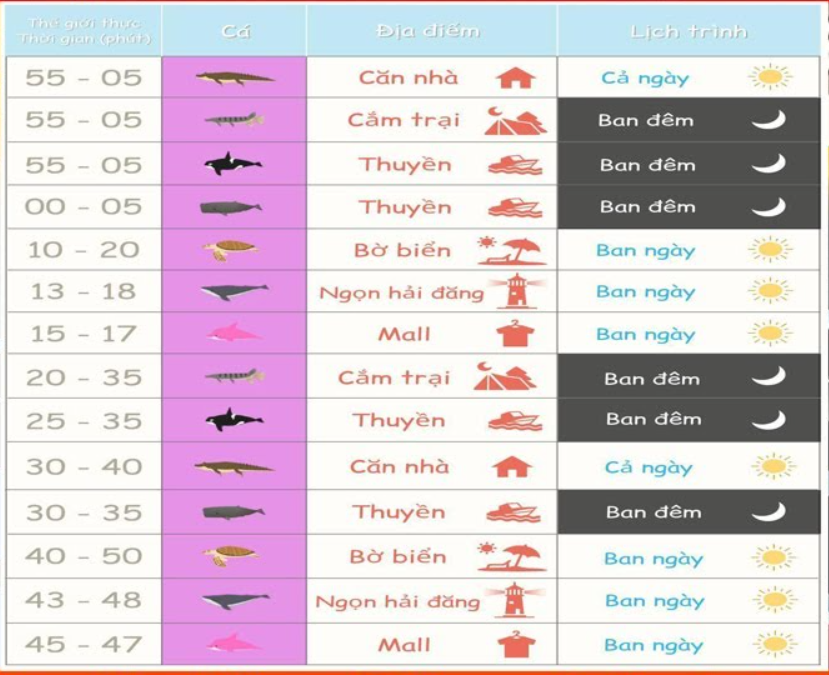 Thế giới thực
Thời gian (phút)
Cá
Địa điểm
Lịch trình
55 - 05
Căn nhà
Cả ngày
55 - 05
Cắm trại
Ban đêm
55 - 05
Thuyền
Ban đêm
00 - 05
Thuyền
Ban đêm
10 - 20
Bờ biển
Ban ngày
13 - 18
Ngọn hải đăng
Ban ngày
15 - 17
Mall
2
Ban ngày
20 - 35
Cắm trại
Ban đêm
25 - 35
Thuyền
Ban đêm
30 - 40
Căn nhà
Cả ngày
30 - 35
Thuyền
Ban đêm
40 - 50
Bờ biển
Ban ngày
43 - 48
Ngọn hải đăng
Ban ngày
45 - 47
Mall
2
Ban ngày